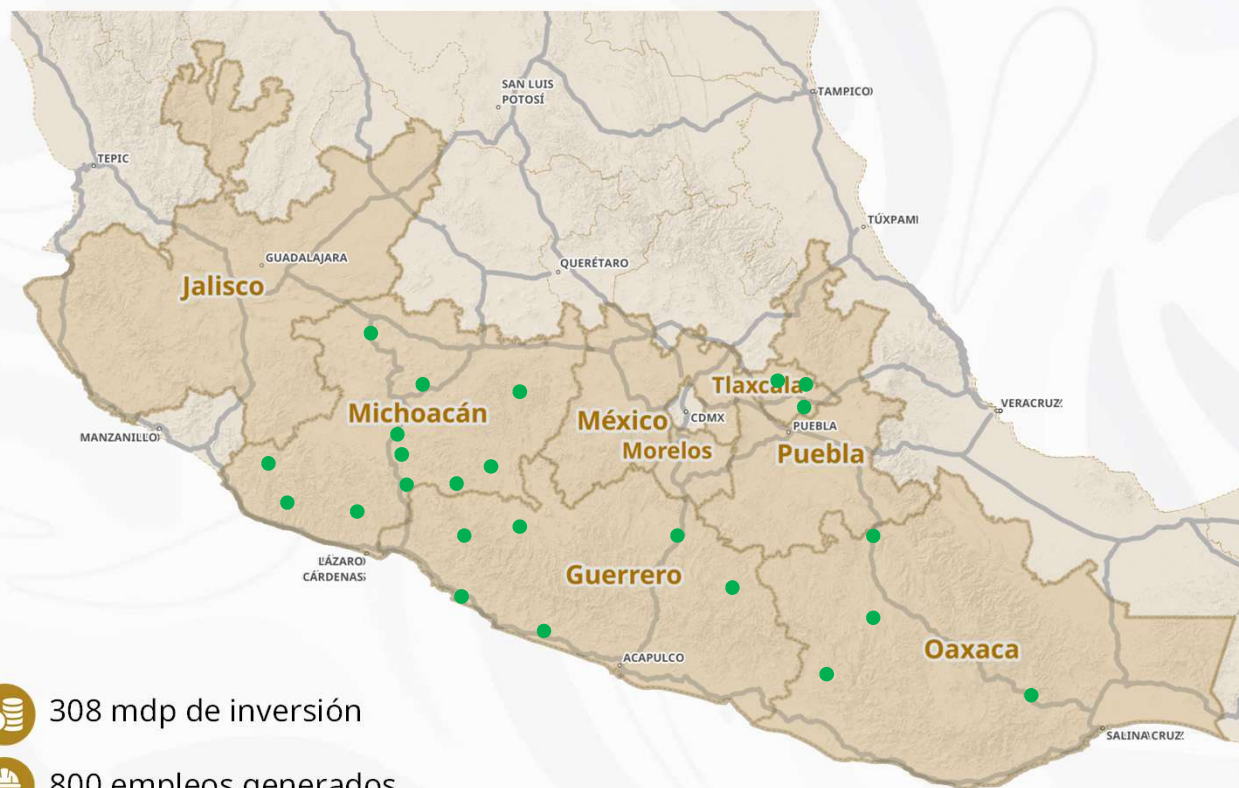 SAN LUIS
POTOSÍ
TAMPICO
TEPIC
TÚXPAM
GUADALAJARA
QUERÉTARO
Jalisco
Tlaxcala
VERACRUZ
Michoacán
México
CDMX
PUEBLA
MANZANILLO
Morelos
Puebla
LÁZARO
CÁRDENAS
Guerrero
Oaxaca
ACAPULCO
308 mdp de inversión
SALINA CRUZ
800 empleos generados